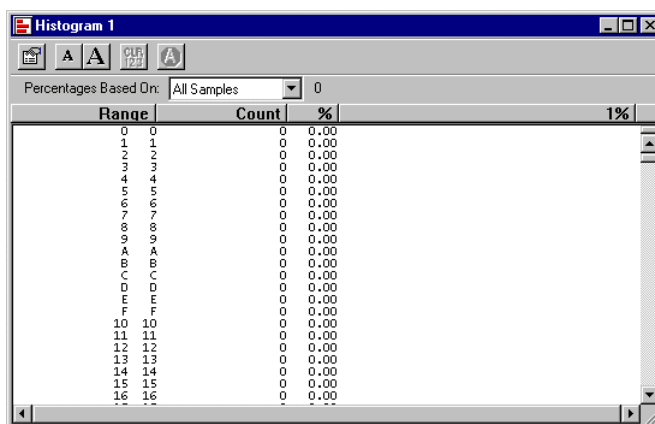 Histogram 1
A A CLR 123 A
Percentages Based On: All Samples 0
Range Count % 1%
0 0 0 0.00
1 1 0 0.00
2 2 0 0.00
3 3 0 0.00
4 4 0 0.00
5 5 0 0.00
6 6 0 0.00
7 7 0 0.00
8 8 0 0.00
9 9 0 0.00
A A 0 0.00
B B 0 0.00
C C 0 0.00
D D 0 0.00
E E 0 0.00
F F 0 0.00
10 10 0 0.00
11 11 0 0.00
12 12 0 0.00
13 13 0 0.00
14 14 0 0.00
15 15 0 0.00
16 16 0 0.00